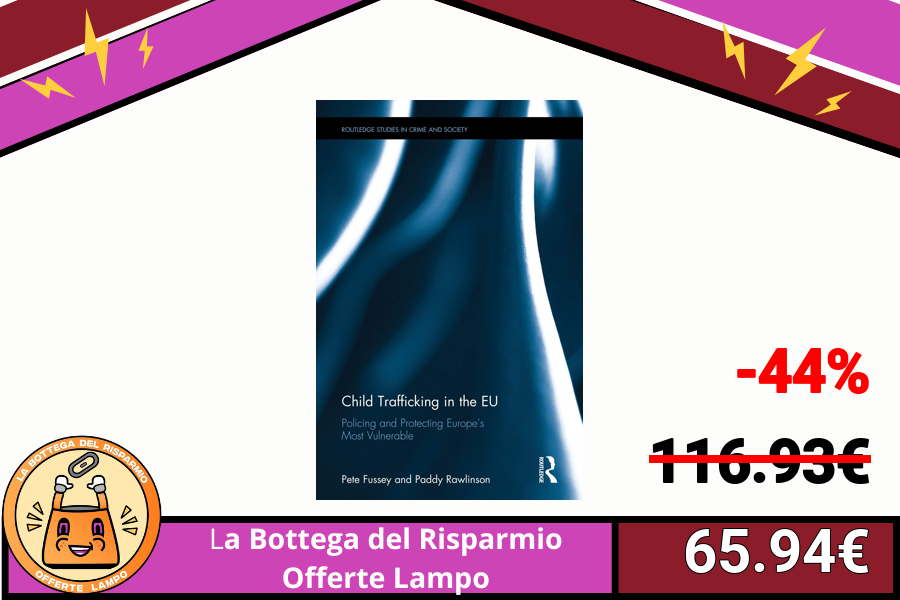 ROUTLEDGE STUDIES IN CRIME AND SOCIETY
Child Trafficking in the EU
Policing and Protecting Europe's
Most Vulnerable
Pete Fussey and Paddy Rawlinson
ROUTLEDGE
-44%
116.93€
65.94€
LA BOTTEGA DEL RISPARMIO
OFFERTE LAMPO
La Bottega del Risparmio
Offerte Lampo